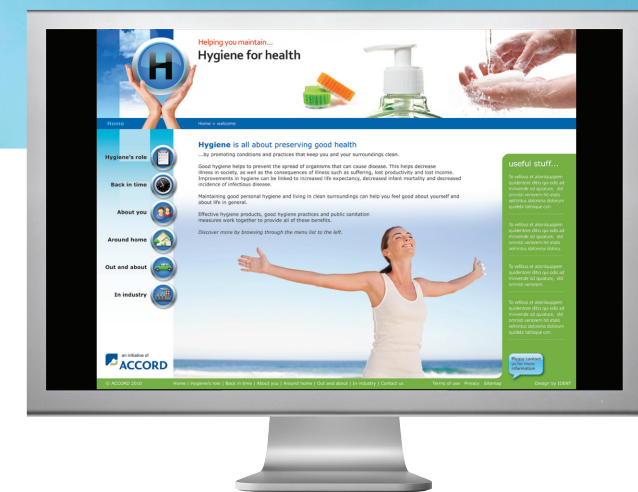 Helping you maintain...
Hygiene for health
H
Home
Home > welcome
Hygiene's role
Back in time
About you
Around home
Out and about
In industry
Hygiene is all about preserving good health
...by promoting conditions and practices that keep you and your surroundings clean.
Good hygiene helps to prevent the spread of organisms that can cause disease. This helps decrease
illness in society, as well as the consequences of illness such as suffering, lost productivity and lost income.
Improvements in hygiene can be linked to increased life expectancy, decreased infant mortality and decreased
incidence of infectious disease.
Maintaining good personal hygiene and living in clean surroundings can help you feel good about yourself and
about life in general.
Effective hygiene products, good hygiene practices and public sanitation
measures work together to provide all of these benefits.
Discover more by browsing through the menu list to the left.
useful stuff...
Please contact
us for more
information
an initiative of
ACCORD
© ACCORD 2010
Home | Hygiene's role | Back in time | About you | Around home | Out and about | In industry | Contact us
Terms of use Privacy Sitemap
Design by IDENT